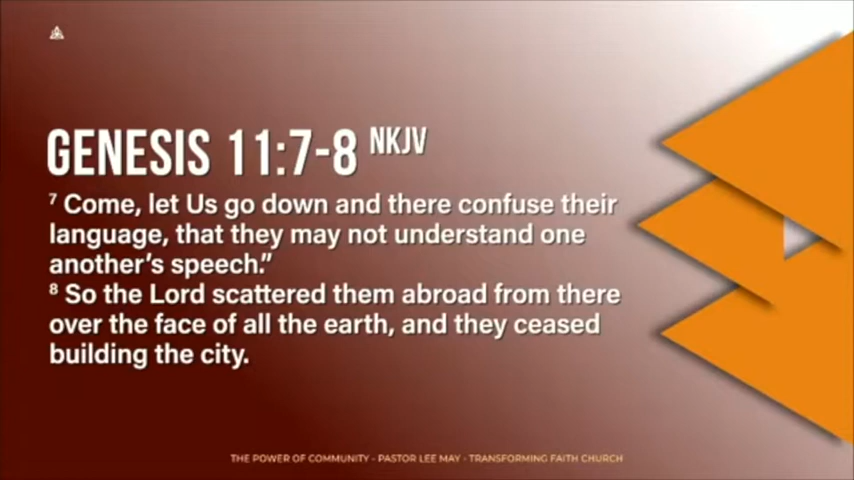 GENESIS 11:7-8 NKJV
⁷ Come, let Us go down and there confuse their
language, that they may not understand one
another’s speech.”
⁸ So the Lord scattered them abroad from there
over the face of all the earth, and they ceased
building the city.
THE POWER OF COMMUNITY - PASTOR LEE MAY - TRANSFORMING FAITH CHURCH